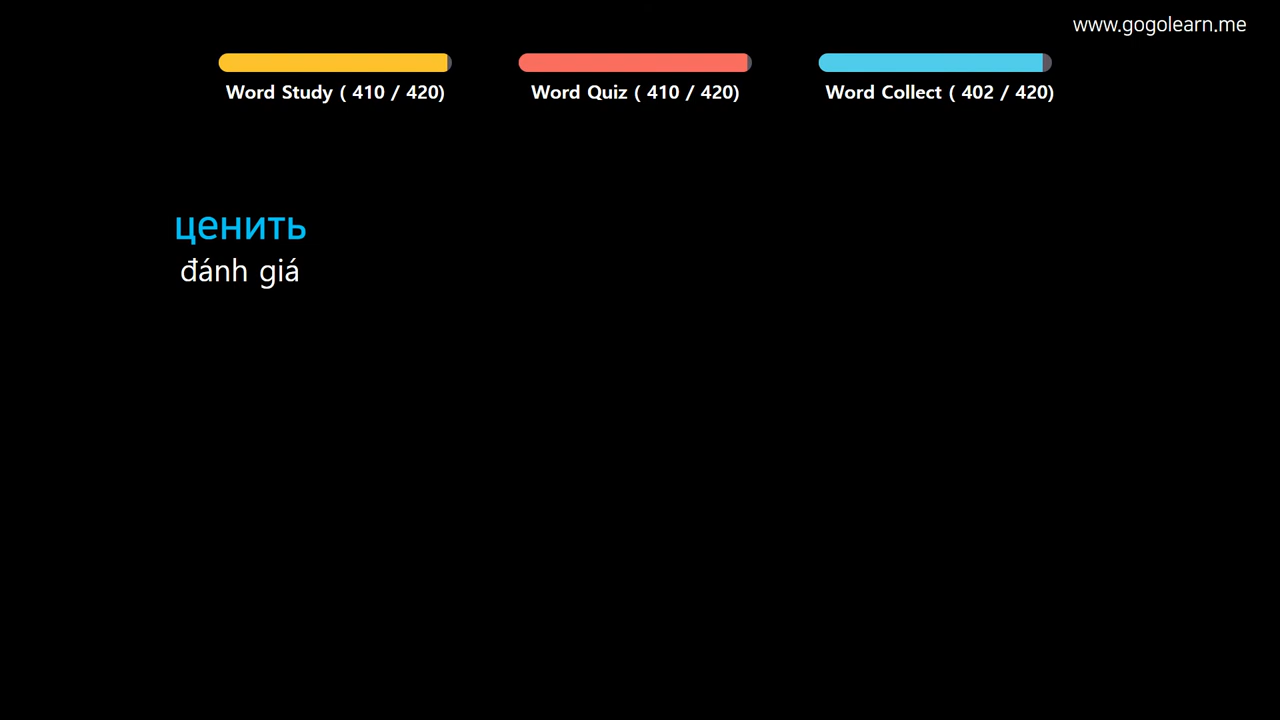 www.gogolearn.me
Word Study ( 410 / 420)
Word Quiz ( 410 / 420)
Word Collect ( 402 / 420)
ценить
đánh giá